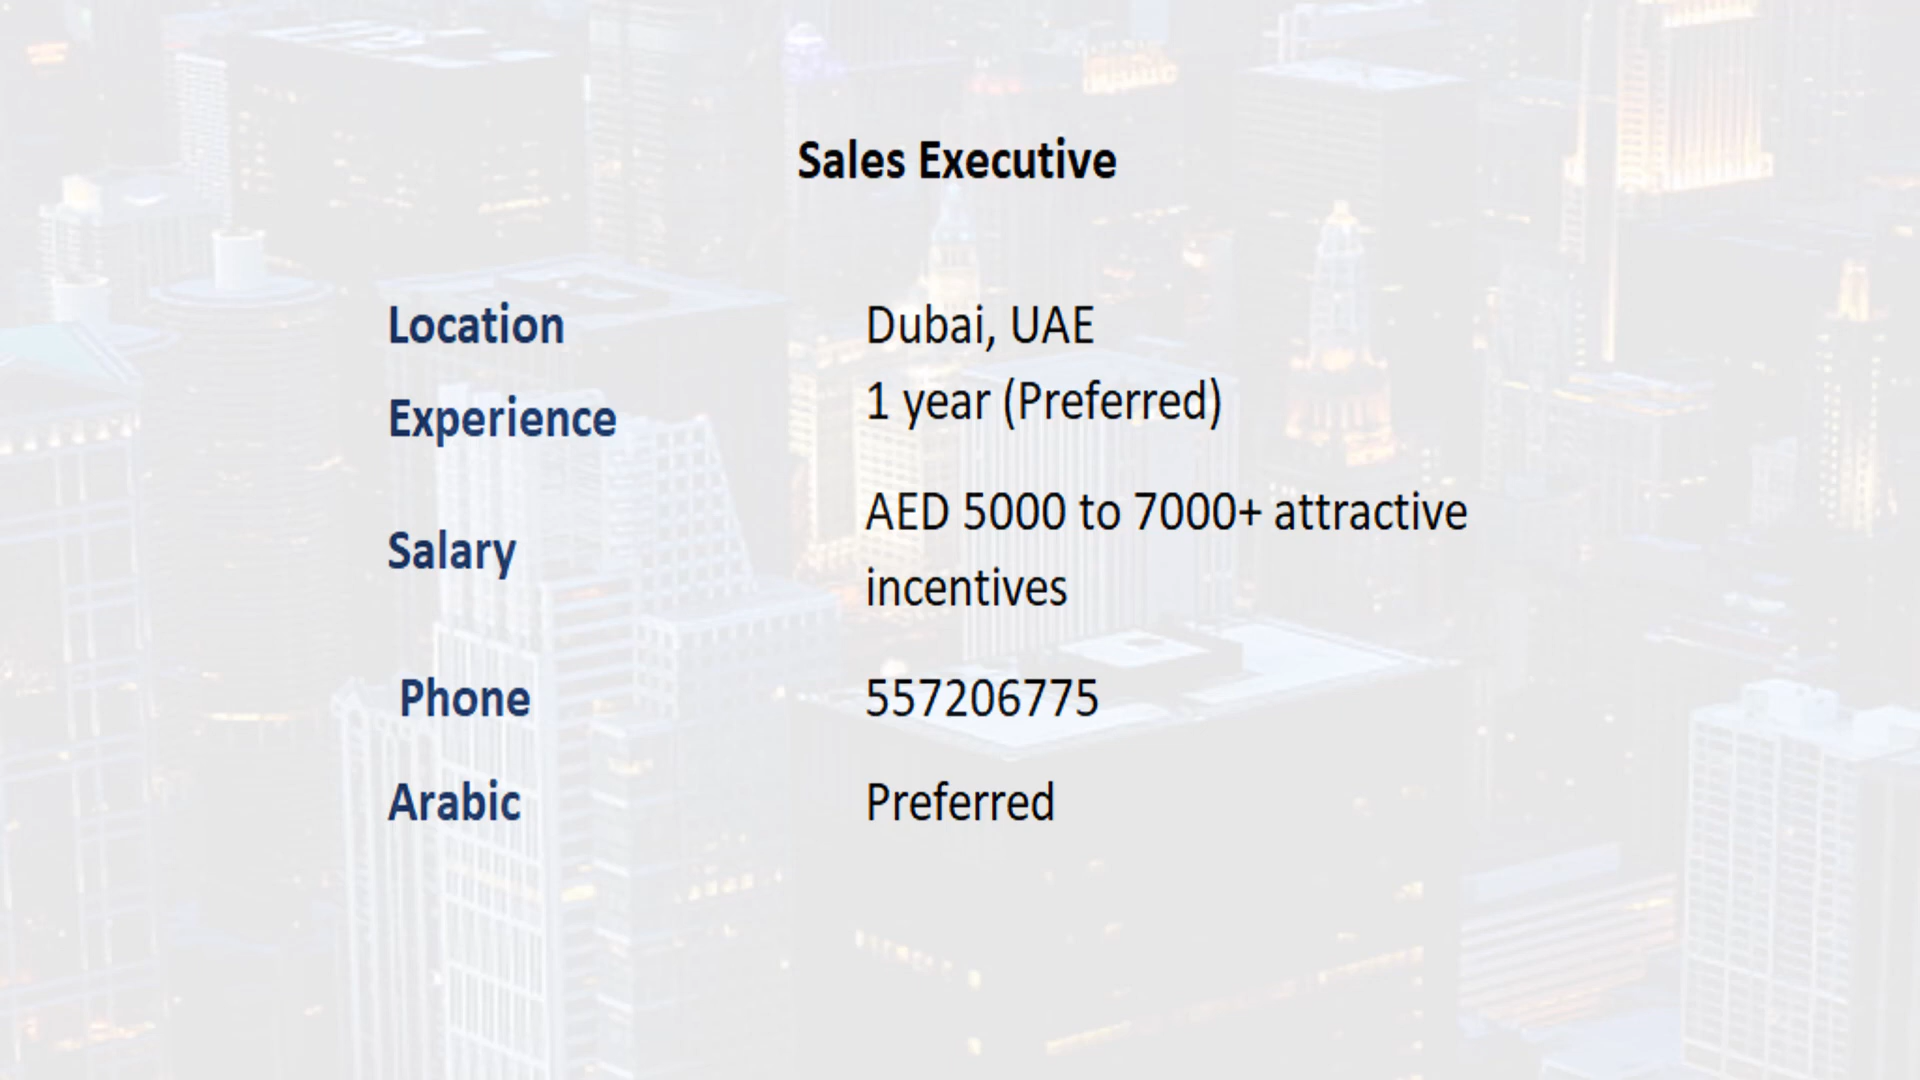 Sales Executive
Location Dubai, UAE
Experience 1 year (Preferred)
Salary AED 5000 to 7000+ attractive
incentives
Phone 557206775
Arabic Preferred